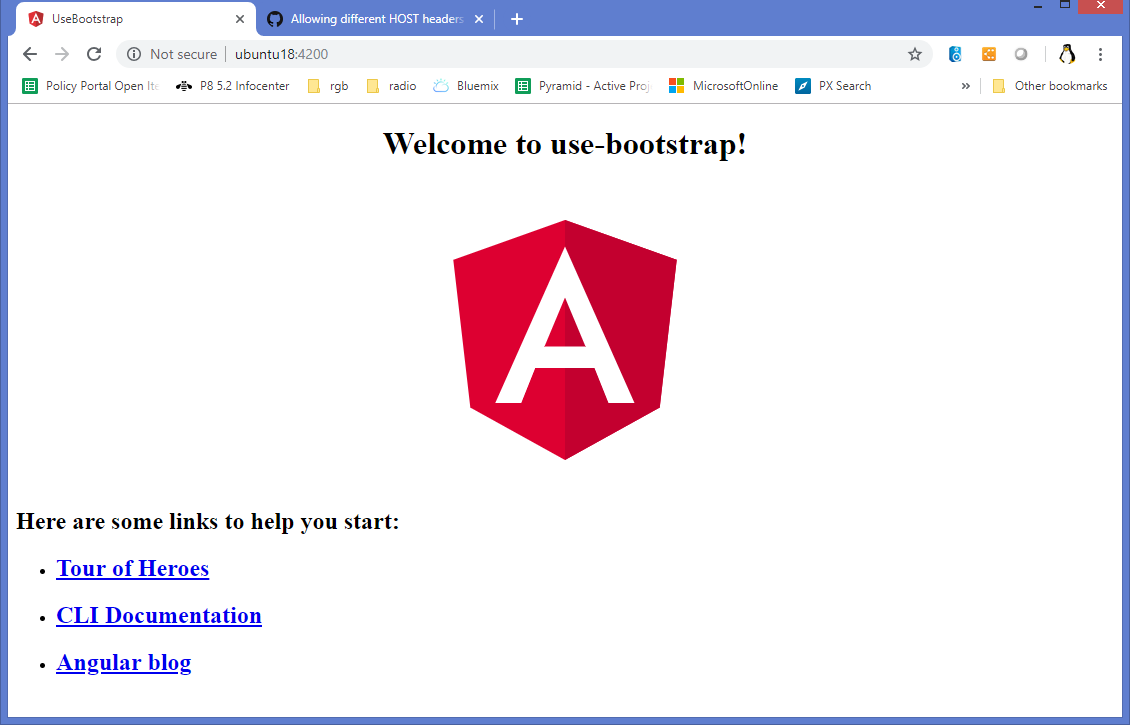 UseBootstrap
Allowing different HOST headers
Not secure ubuntu18:4200
Policy Portal Open Ite P8 5.2 Infocenter rgb radio Bluemix Pyramid - Active Proj MicrosoftOnline PX Search » Other bookmarks
Welcome to use-bootstrap!
A
Here are some links to help you start:
Tour of Heroes
CLI Documentation
Angular blog